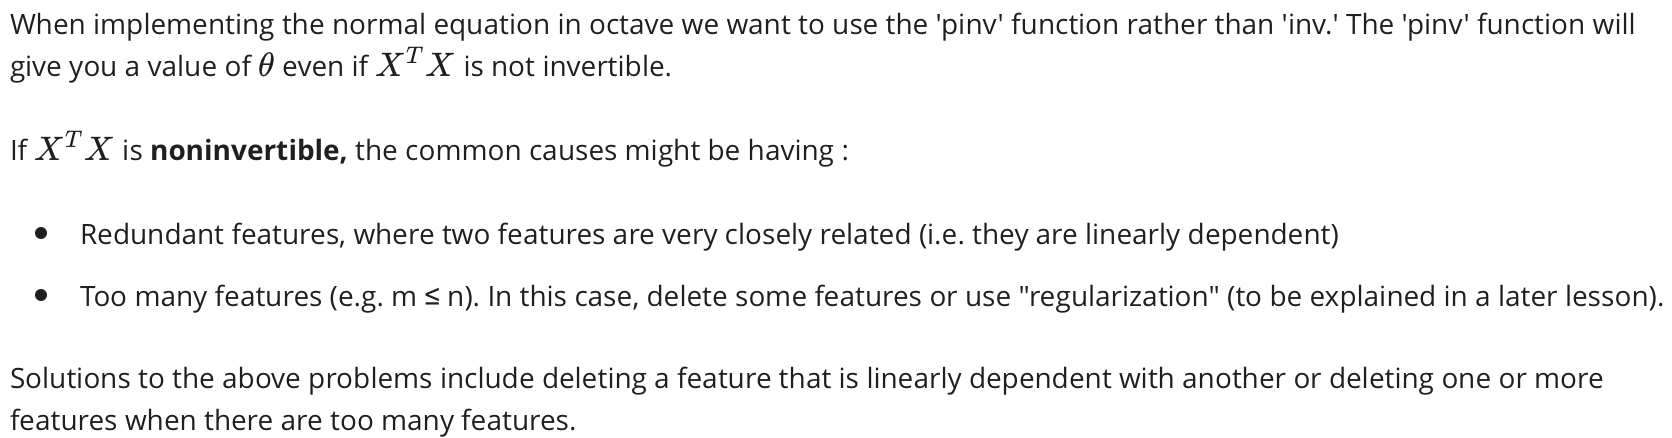 When implementing the normal equation in octave we want to use the 'pinv' function rather than 'inv.' The 'pinv' function will
give you a value of θ even if X^T X is not invertible.
If X^T X is noninvertible, the common causes might be having :
• Redundant features, where two features are very closely related (i.e. they are linearly dependent)
• Too many features (e.g. m ≤ n). In this case, delete some features or use "regularization" (to be explained in a later lesson).
Solutions to the above problems include deleting a feature that is linearly dependent with another or deleting one or more
features when there are too many features.